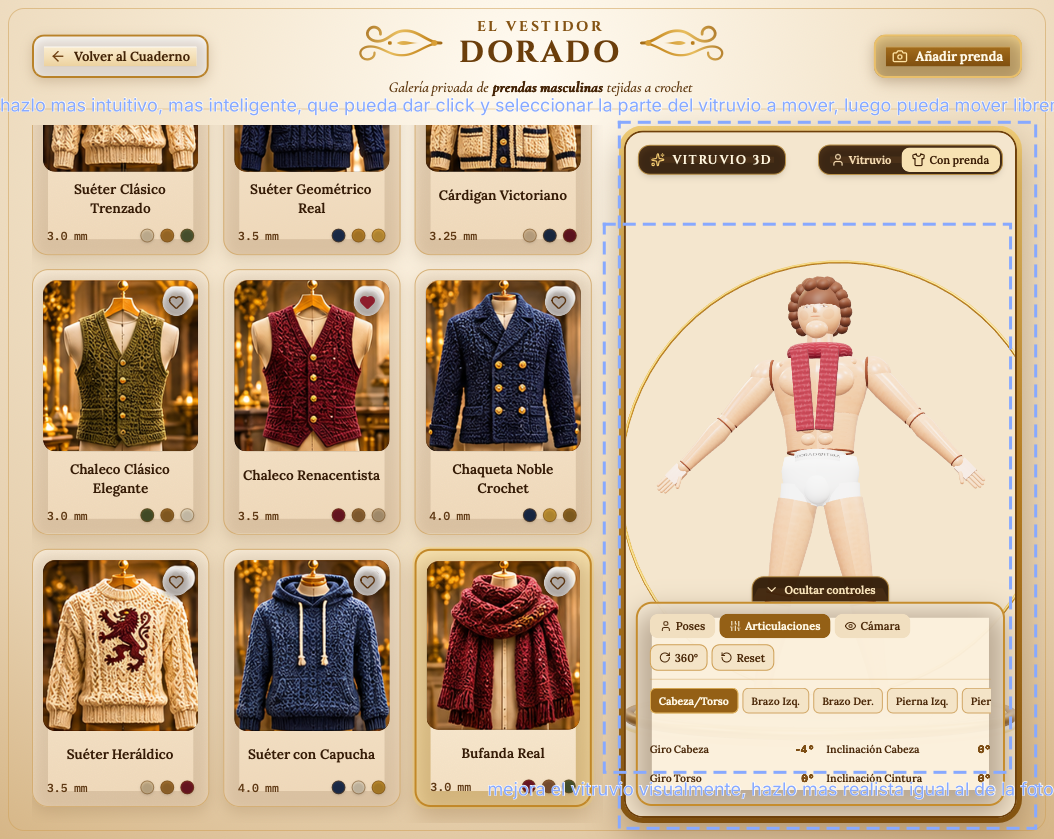 EL VESTIDOR
Volver al Cuaderno
DORADO
Añadir prenda
Galería privada de prendas masculinas tejidas a crochet
hazlo mas intuitivo, mas inteligente, que pueda dar click y seleccionar la parte del vitruvio a mover, luego pueda mover
VITRUVIO 3D
Vitruvio
Con prenda
Suéter Clásico
Trenzado
3.0 mm
Suéter Geométrico
Real
3.5 mm
Cárdigan Victoriano
3.25 mm
Chaleco Clásico
Elegante
3.0 mm
Chaleco Renacentista
3.5 mm
Chaqueta Noble
Crochet
4.0 mm
Suéter Heráldico
3.5 mm
Suéter con Capucha
4.0 mm
Bufanda Real
3.0 mm
Ocultar controles
Poses
Articulaciones
Cámara
360°
Reset
Cabeza/Torso
Brazo Izq.
Brazo Der.
Pierna Izq.
Pier
Giro Cabeza -4°
Inclinación Cabeza 0°
Giro Torso 0°
Inclinación Cintura 0°
mejora el vitruvio visualmente, hazlo mas realista igual al de la foto